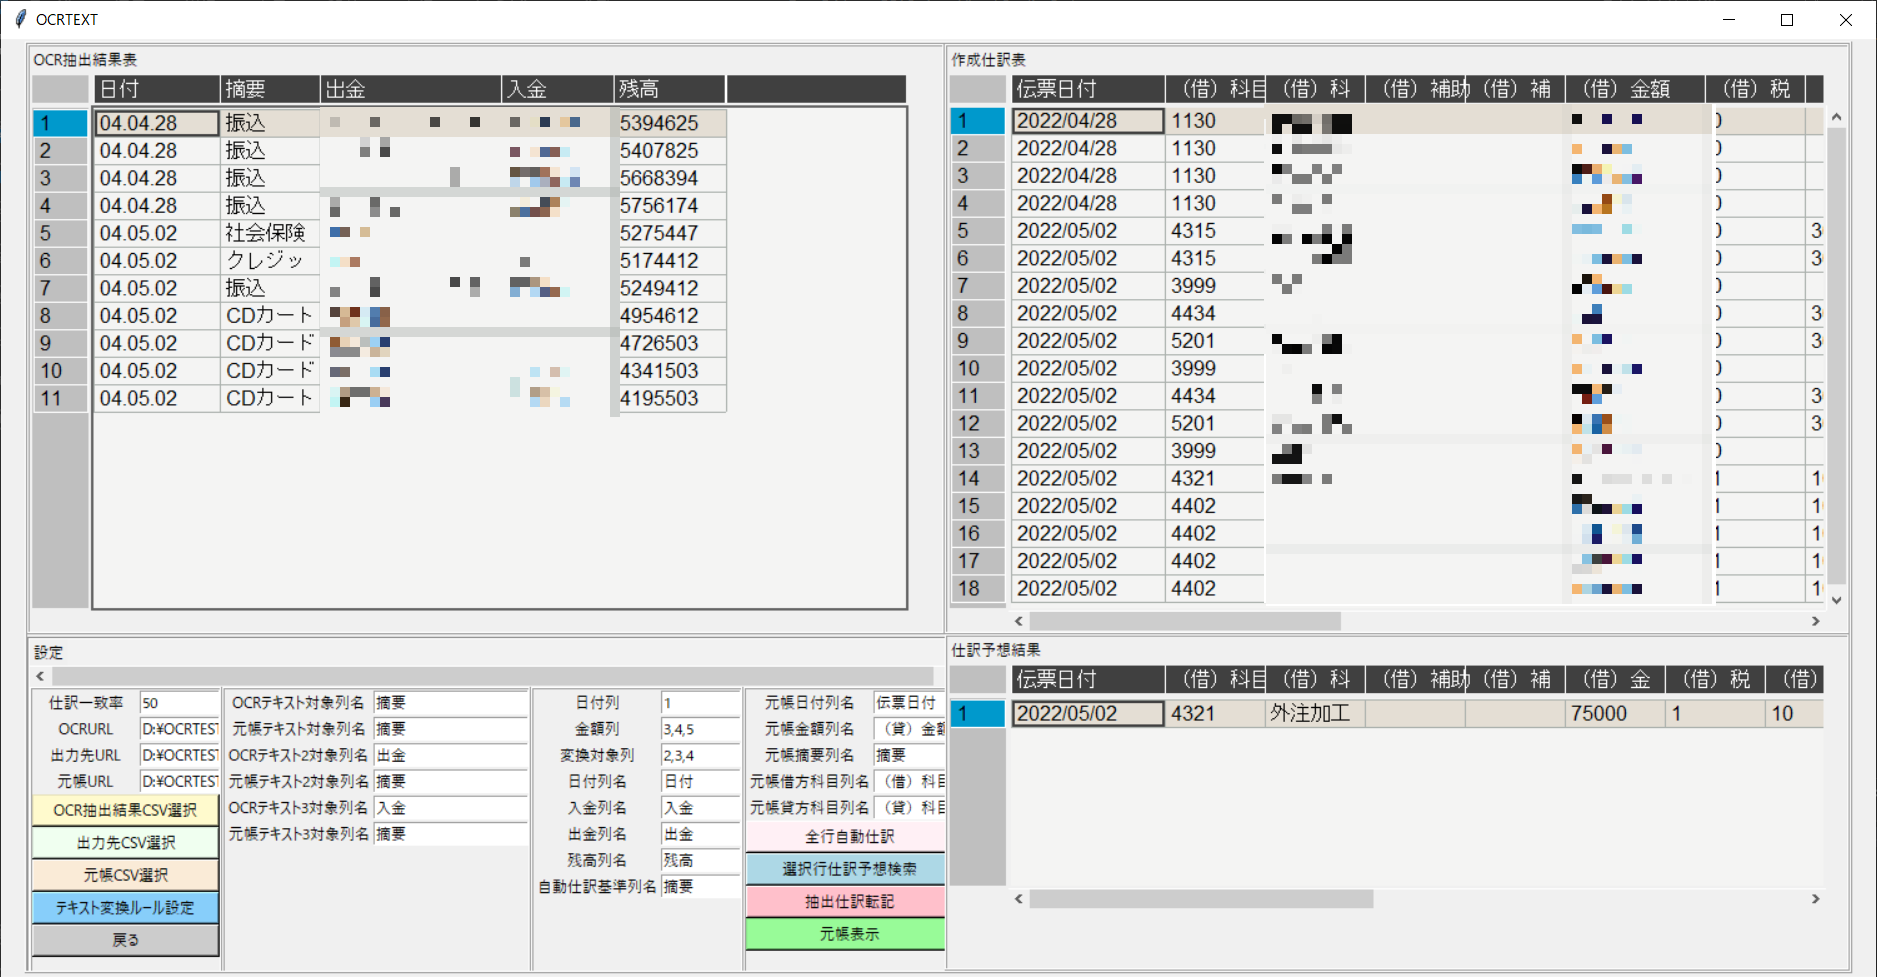 OCRTEXT
OCR抽出結果表
日付 摘要 出金 入金 残高
1 04.04.28 振込 5394625
2 04.04.28 振込 5407825
3 04.04.28 振込 5668394
4 04.04.28 振込 5756174
5 04.05.02 社会保険 5275447
6 04.05.02 クレジッ 5174412
7 04.05.02 振込 5249412
8 04.05.02 CDカート 4954612
9 04.05.02 CDカード 4726503
10 04.05.02 CDカード 4341503
11 04.05.02 CDカート 4195503
作成仕訳表
伝票日付 （借）科目 （借）科 （借）補助 （借）補 （借）金額 （借）税
1 2022/04/28 1130
2 2022/04/28 1130
3 2022/04/28 1130
4 2022/04/28 1130
5 2022/05/02 4315
6 2022/05/02 4315
7 2022/05/02 3999
8 2022/05/02 4434
9 2022/05/02 5201
10 2022/05/02 3999
11 2022/05/02 4434
12 2022/05/02 5201
13 2022/05/02 3999
14 2022/05/02 4321
15 2022/05/02 4402
16 2022/05/02 4402
17 2022/05/02 4402
18 2022/05/02 4402
設定
仕訳一致率 50
OCRURL D:¥OCRTEST
出力先URL D:¥OCRTEST
元帳URL D:¥OCRTEST
OCR抽出結果CSV選択
出力先CSV選択
元帳CSV選択
テキスト変換ルール設定
戻る
OCRテキスト対象列名 摘要
元帳テキスト対象列名 摘要
OCRテキスト2対象列名 出金
元帳テキスト2対象列名 摘要
OCRテキスト3対象列名 入金
元帳テキスト3対象列名 摘要
日付列 1
金額列 3,4,5
変換対象列 2,3,4
日付列名 日付
入金列名 入金
出金列名 出金
残高列名 残高
自動仕訳基準列名 摘要
元帳日付列名 伝票日付
元帳金額列名 （貸）金額
元帳摘要列名 摘要
元帳借方科目列名 （借）科目
元帳貸方科目列名 （貸）科目
全行自動仕訳
選択行仕訳予想検索
抽出仕訳転記
元帳表示
仕訳予想結果
伝票日付 （借）科目 （借）科 （借）補助 （借）補 （借）金 （借）税 （借）
1 2022/05/02 4321 外注加工 75000 1 10